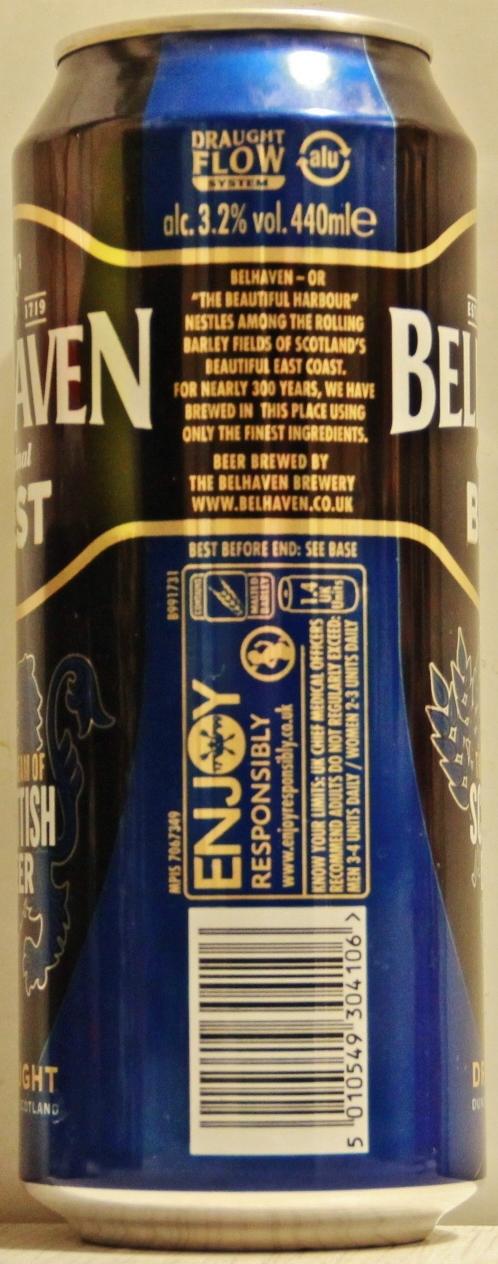 DRAUGHT
FLOW
SYSTEM
alu
alc. 3.2% vol. 440mle
BELHAVEN – OR
"THE BEAUTIFUL HARBOUR"
NESTLES AMONG THE ROLLING
BARLEY FIELDS OF SCOTLAND'S
BEAUTIFUL EAST COAST.
FOR NEARLY 300 YEARS, WE HAVE
BREWED IN THIS PLACE USING
ONLY THE FINEST INGREDIENTS.
BEER BREWED BY
THE BELHAVEN BREWERY
WWW.BELHAVEN.CO.UK
1719
AVEN
ST
BEL
B
BEST BEFORE END: SEE BASE
B991731
CONTAINS
MALTED
BARLEY
1.4
UK
Units
MPIS 7067349
ENJOY
RESPONSIBLY
www.enjoyresponsibly.co.uk
KNOW YOUR LIMITS: UK CHIEF MEDICAL OFFICERS
RECOMMEND ADULTS DO NOT REGULARLY EXCEED:
MEN 3-4 UNITS DAILY / WOMEN 2-3 UNITS DAILY
AN OF
TISH
ER
GHT
COTLAND
SC
D
DU
5 010549 304106 >